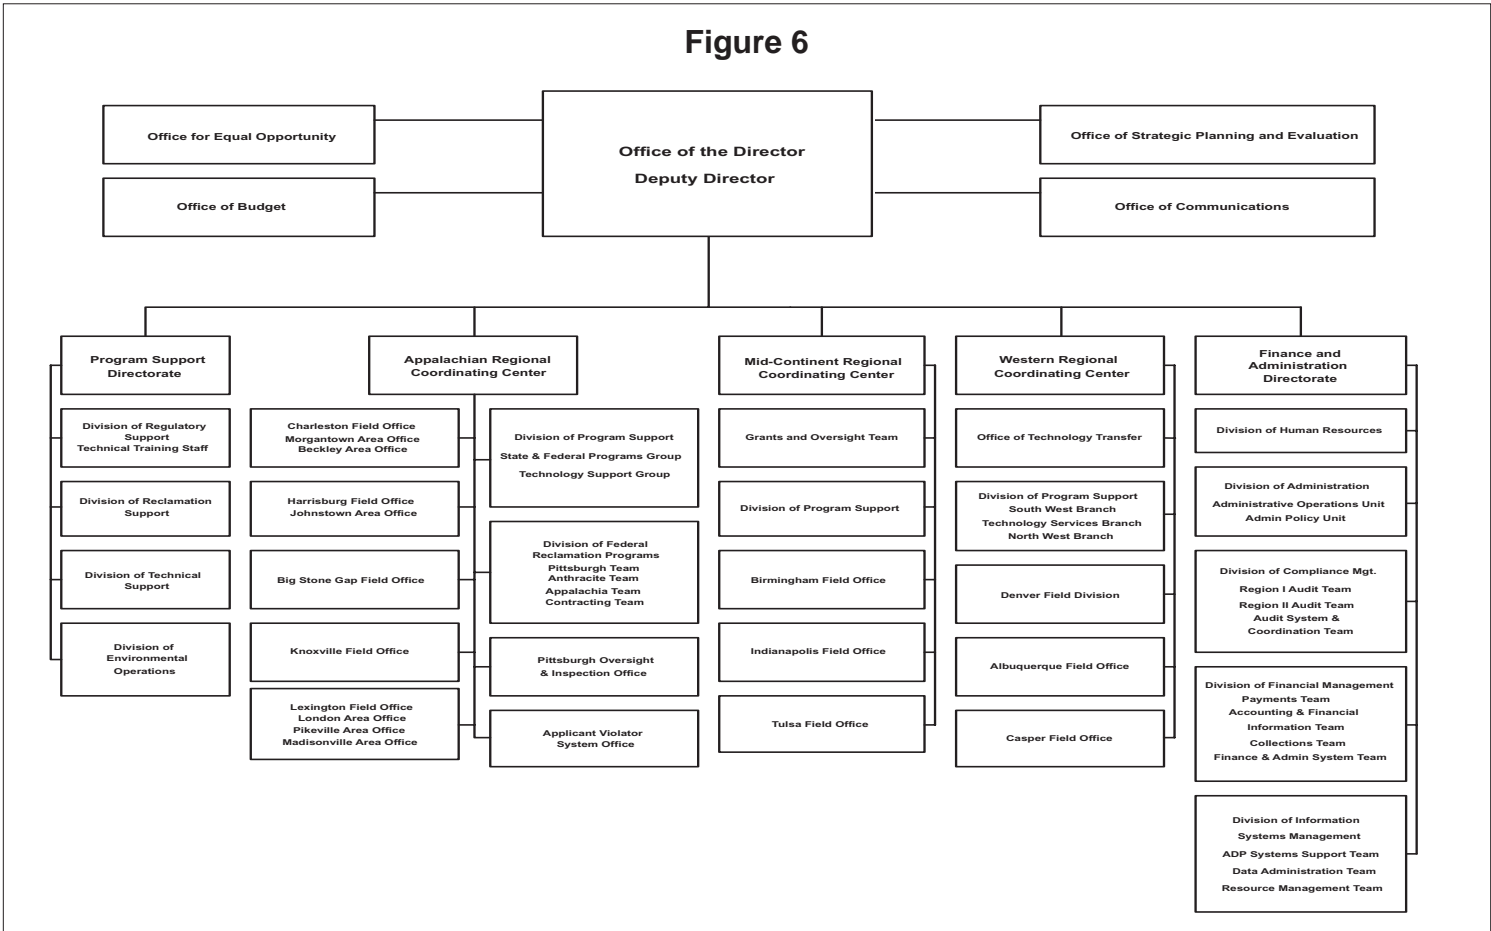 Figure 6
Office for Equal Opportunity
Office of Budget
Office of the Director
Deputy Director
Office of Strategic Planning and Evaluation
Office of Communications
Program Support
Directorate
Division of Regulatory
Support
Technical Training Staff
Division of Reclamation
Support
Division of Technical
Support
Division of
Environmental
Operations
Appalachian Regional
Coordinating Center
Charleston Field Office
Morgantown Area Office
Beckley Area Office
Harrisburg Field Office
Johnstown Area Office
Big Stone Gap Field Office
Knoxville Field Office
Lexington Field Office
London Area Office
Pikeville Area Office
Madisonville Area Office
Division of Program Support
State & Federal Programs Group
Technology Support Group
Division of Federal
Reclamation Programs
Pittsburgh Team
Anthracite Team
Appalachia Team
Contracting Team
Pittsburgh Oversight
& Inspection Office
Applicant Violator
System Office
Mid-Continent Regional
Coordinating Center
Grants and Oversight Team
Division of Program Support
Birmingham Field Office
Indianapolis Field Office
Tulsa Field Office
Western Regional
Coordinating Center
Office of Technology Transfer
Division of Program Support
South West Branch
Technology Services Branch
North West Branch
Denver Field Division
Albuquerque Field Office
Casper Field Office
Finance and
Administration
Directorate
Division of Human Resources
Division of Administration
Administrative Operations Unit
Admin Policy Unit
Division of Compliance Mgt.
Region I Audit Team
Region II Audit Team
Audit System &
Coordination Team
Division of Financial Management
Payments Team
Accounting & Financial
Information Team
Collections Team
Finance & Admin System Team
Division of Information
Systems Management
ADP Systems Support Team
Data Administration Team
Resource Management Team